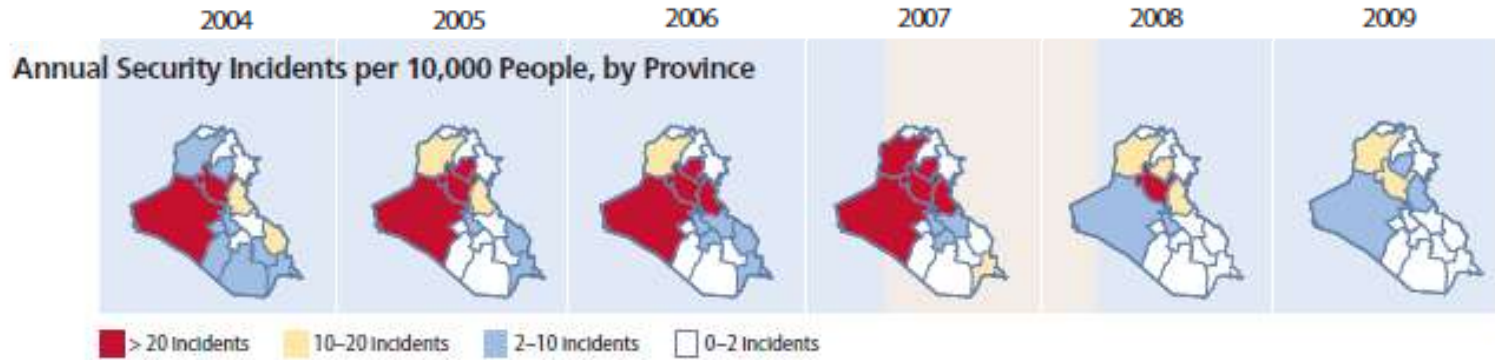 2004 2005 2006 2007 2008 2009
Annual Security Incidents per 10,000 People, by Province
> 20 incidents 10–20 incidents 2–10 incidents 0–2 incidents